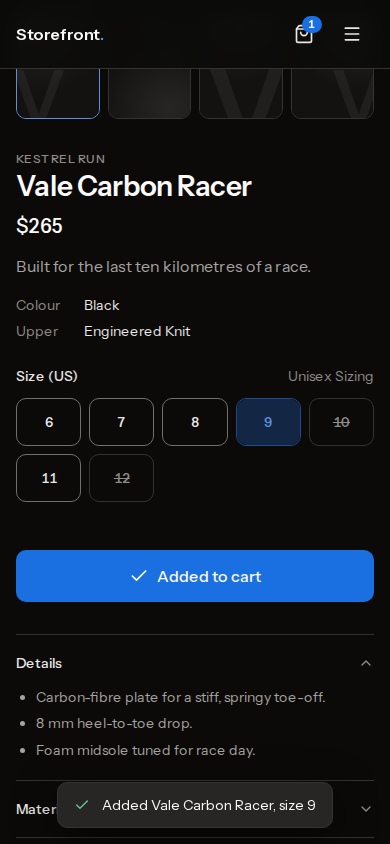 Storefront.
1
KESTREL RUN
Vale Carbon Racer
$265
Built for the last ten kilometres of a race.
Colour Black
Upper Engineered Knit
Size (US) Unisex Sizing
6 7 8 9 10
11 12
Added to cart
Details
Carbon-fibre plate for a stiff, springy toe-off.
8 mm heel-to-toe drop.
Foam midsole tuned for race day.
Mater
Added Vale Carbon Racer, size 9